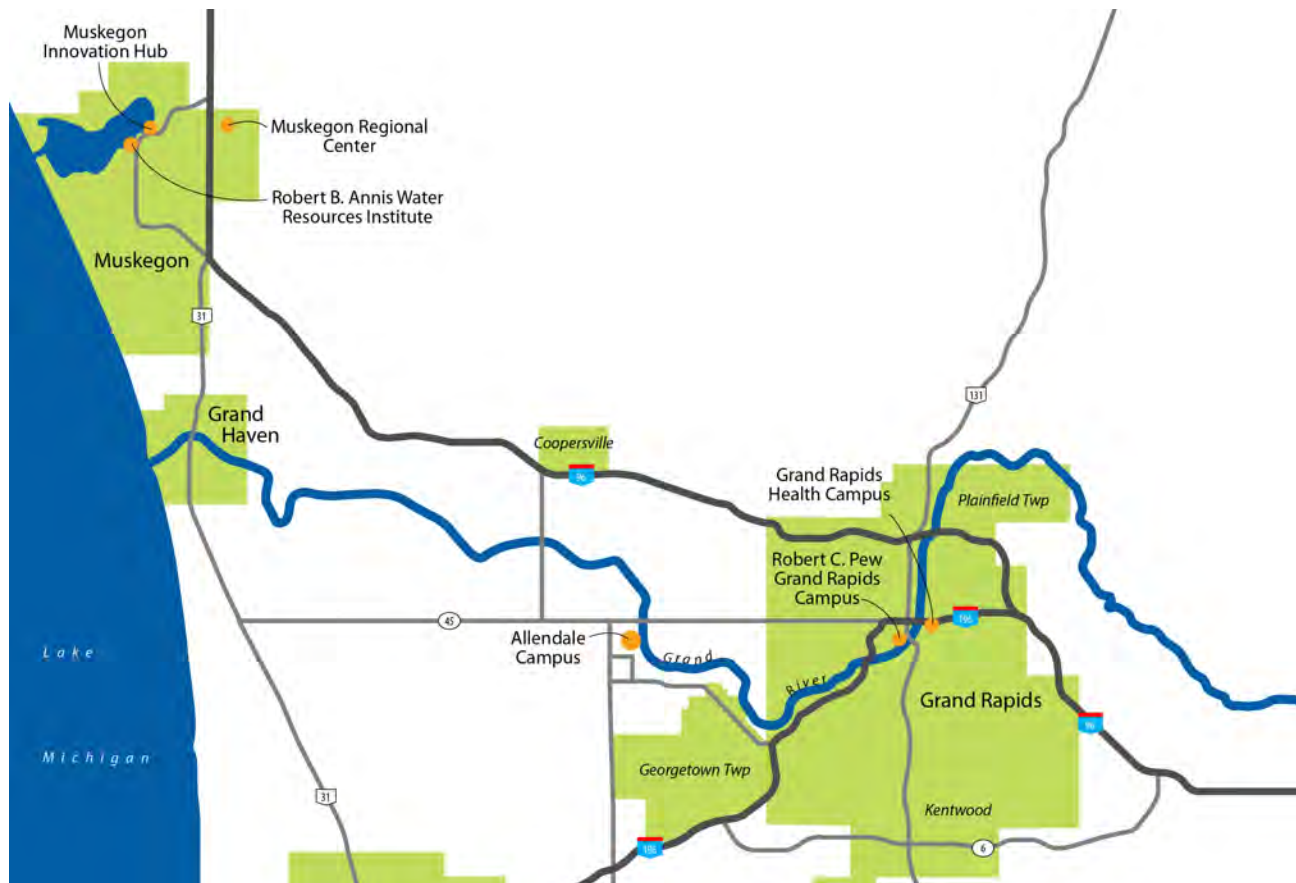 Muskegon
Innovation Hub
Muskegon Regional
Center
Robert B. Annis Water
Resources Institute
Muskegon
31
Grand
Haven
131
Coopersville
96
Grand Rapids
Health Campus
Plainfield Twp
Robert C. Pew
Grand Rapids
Campus
45
196
Allendale
Campus
Grand
River
Lake
Michigan
Grand Rapids
96
Georgetown Twp
31
Kentwood
196
6